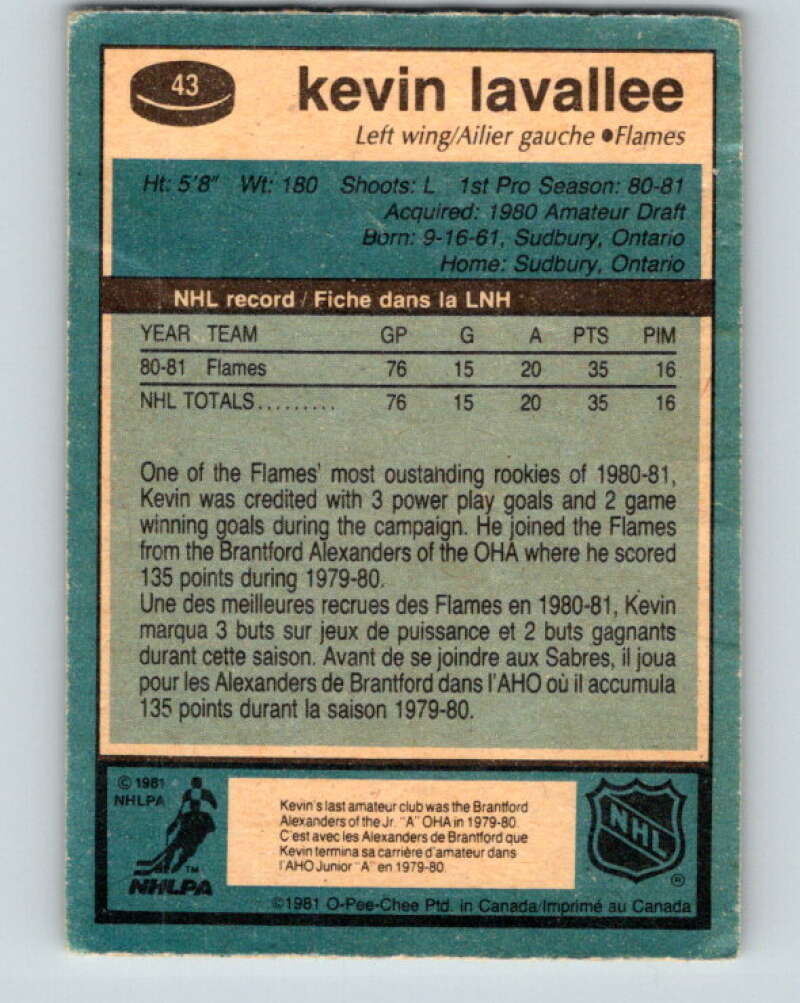 43
kevin lavallee
Left wing/Ailier gauche ●Flames
Ht: 5'8" Wt: 180 Shoots: L 1st Pro Season: 80-81
Acquired: 1980 Amateur Draft
Born: 9-16-61, Sudbury, Ontario
Home: Sudbury, Ontario
NHL record / Fiche dans la LNH
YEAR TEAM GP G A PTS PIM
80-81 Flames 76 15 20 35 16
NHL TOTALS......... 76 15 20 35 16
One of the Flames' most oustanding rookies of 1980-81,
Kevin was credited with 3 power play goals and 2 game
winning goals during the campaign. He joined the Flames
from the Brantford Alexanders of the OHA where he scored
135 points during 1979-80.
Une des meilleures recrues des Flames en 1980-81, Kevin
marqua 3 buts sur jeux de puissance et 2 buts gagnants
durant cette saison. Avant de se joindre aux Sabres, il joua
pour les Alexanders de Brantford dans l'AHO où il accumula
135 points durant la saison 1979-80.
© 1981
NHLPA
TM
NHLPA
Kevin's last amateur club was the Brantford
Alexanders of the Jr. "A" OHA in 1979-80.
C'est avec les Alexanders de Brantford que
Kevin termina sa carrière d'amateur dans
l'AHO Junior "A" en 1979-80.
NHL
®
©1981 O-Pee-Chee Ptd. in Canada/Imprimé au Canada